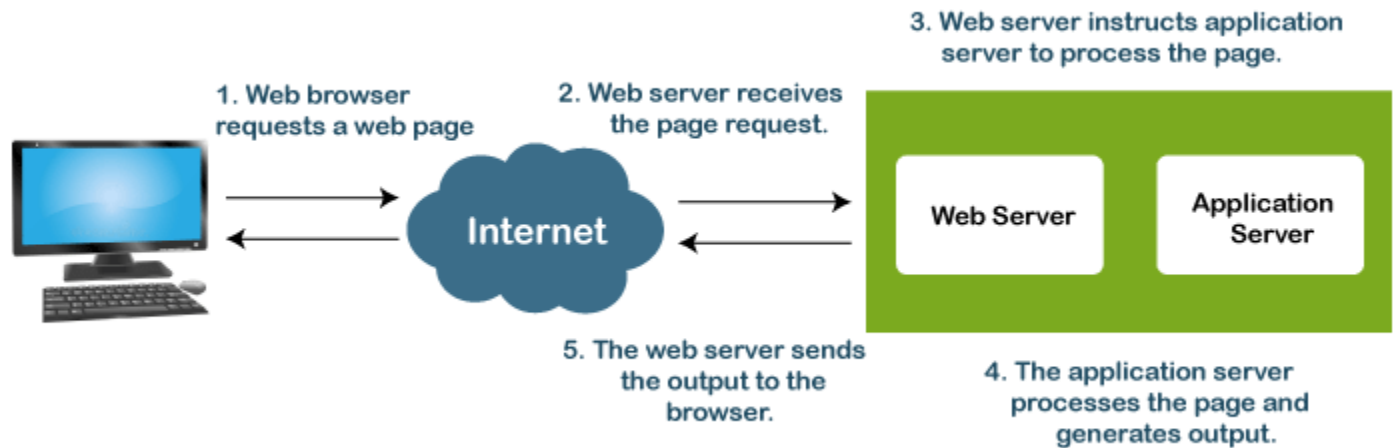 1. Web browser
requests a web page
2. Web server receives
the page request.
3. Web server instructs application
server to process the page.
Internet
Web Server
Application
Server
4. The application server
processes the page and
generates output.
5. The web server sends
the output to the
browser.